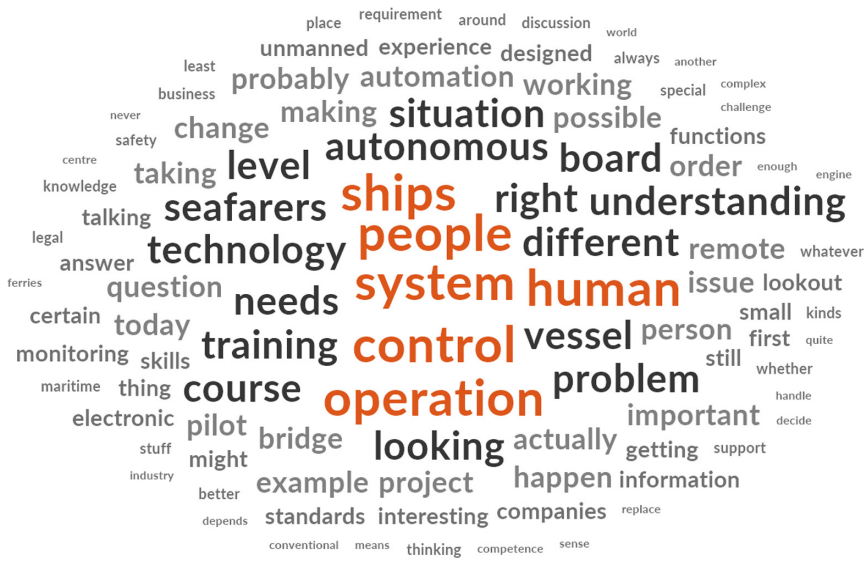 place requirement around discussion world
unmanned experience designed always another
least probably automation working special complex
business making situation possible challenge
never safety change autonomous board functions
centre taking level ships right order enough engine
knowledge seafarers people understanding
talking technology different remote whatever
legal answer system human issue lookout
ferries question needs small kinds
certain today training control vessel person first quite
monitoring skills still whether
maritime thing course operation problem handle
electronic pilot important decide
stuff bridge looking actually getting support
industry might example project happen information
better
depends standards interesting companies replace
conventional means thinking competence sense